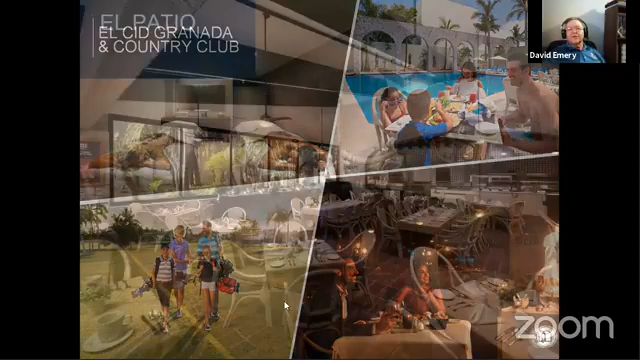 EL PATIO
EL CID GRANADA
& COUNTRY CLUB
David Emery
zoom